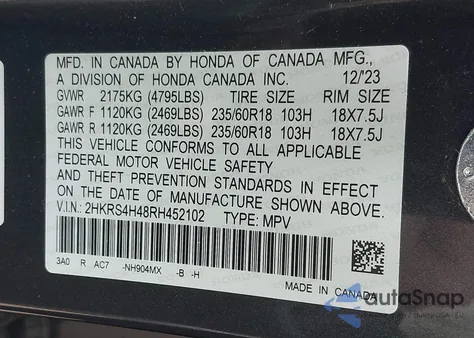 MFD. IN CANADA BY HONDA OF CANADA MFG.,
A DIVISION OF HONDA CANADA INC. 12/'23
GVWR 2175KG (4795LBS) TIRE SIZE RIM SIZE
GAWR F 1120KG (2469LBS) 235/60R18 103H 18X7.5J
GAWR R 1120KG (2469LBS) 235/60R18 103H 18X7.5J
THIS VEHICLE CONFORMS TO ALL APPLICABLE
FEDERAL MOTOR VEHICLE SAFETY
AND THEFT PREVENTION STANDARDS IN EFFECT
ON THE DATE OF MANUFACTURE SHOWN ABOVE.
V.I.N.: 2HKRS4H48RH452102 TYPE: MPV
3A0 R AC7 -NH904MX -B -H
MADE IN CANADA
autoSnap